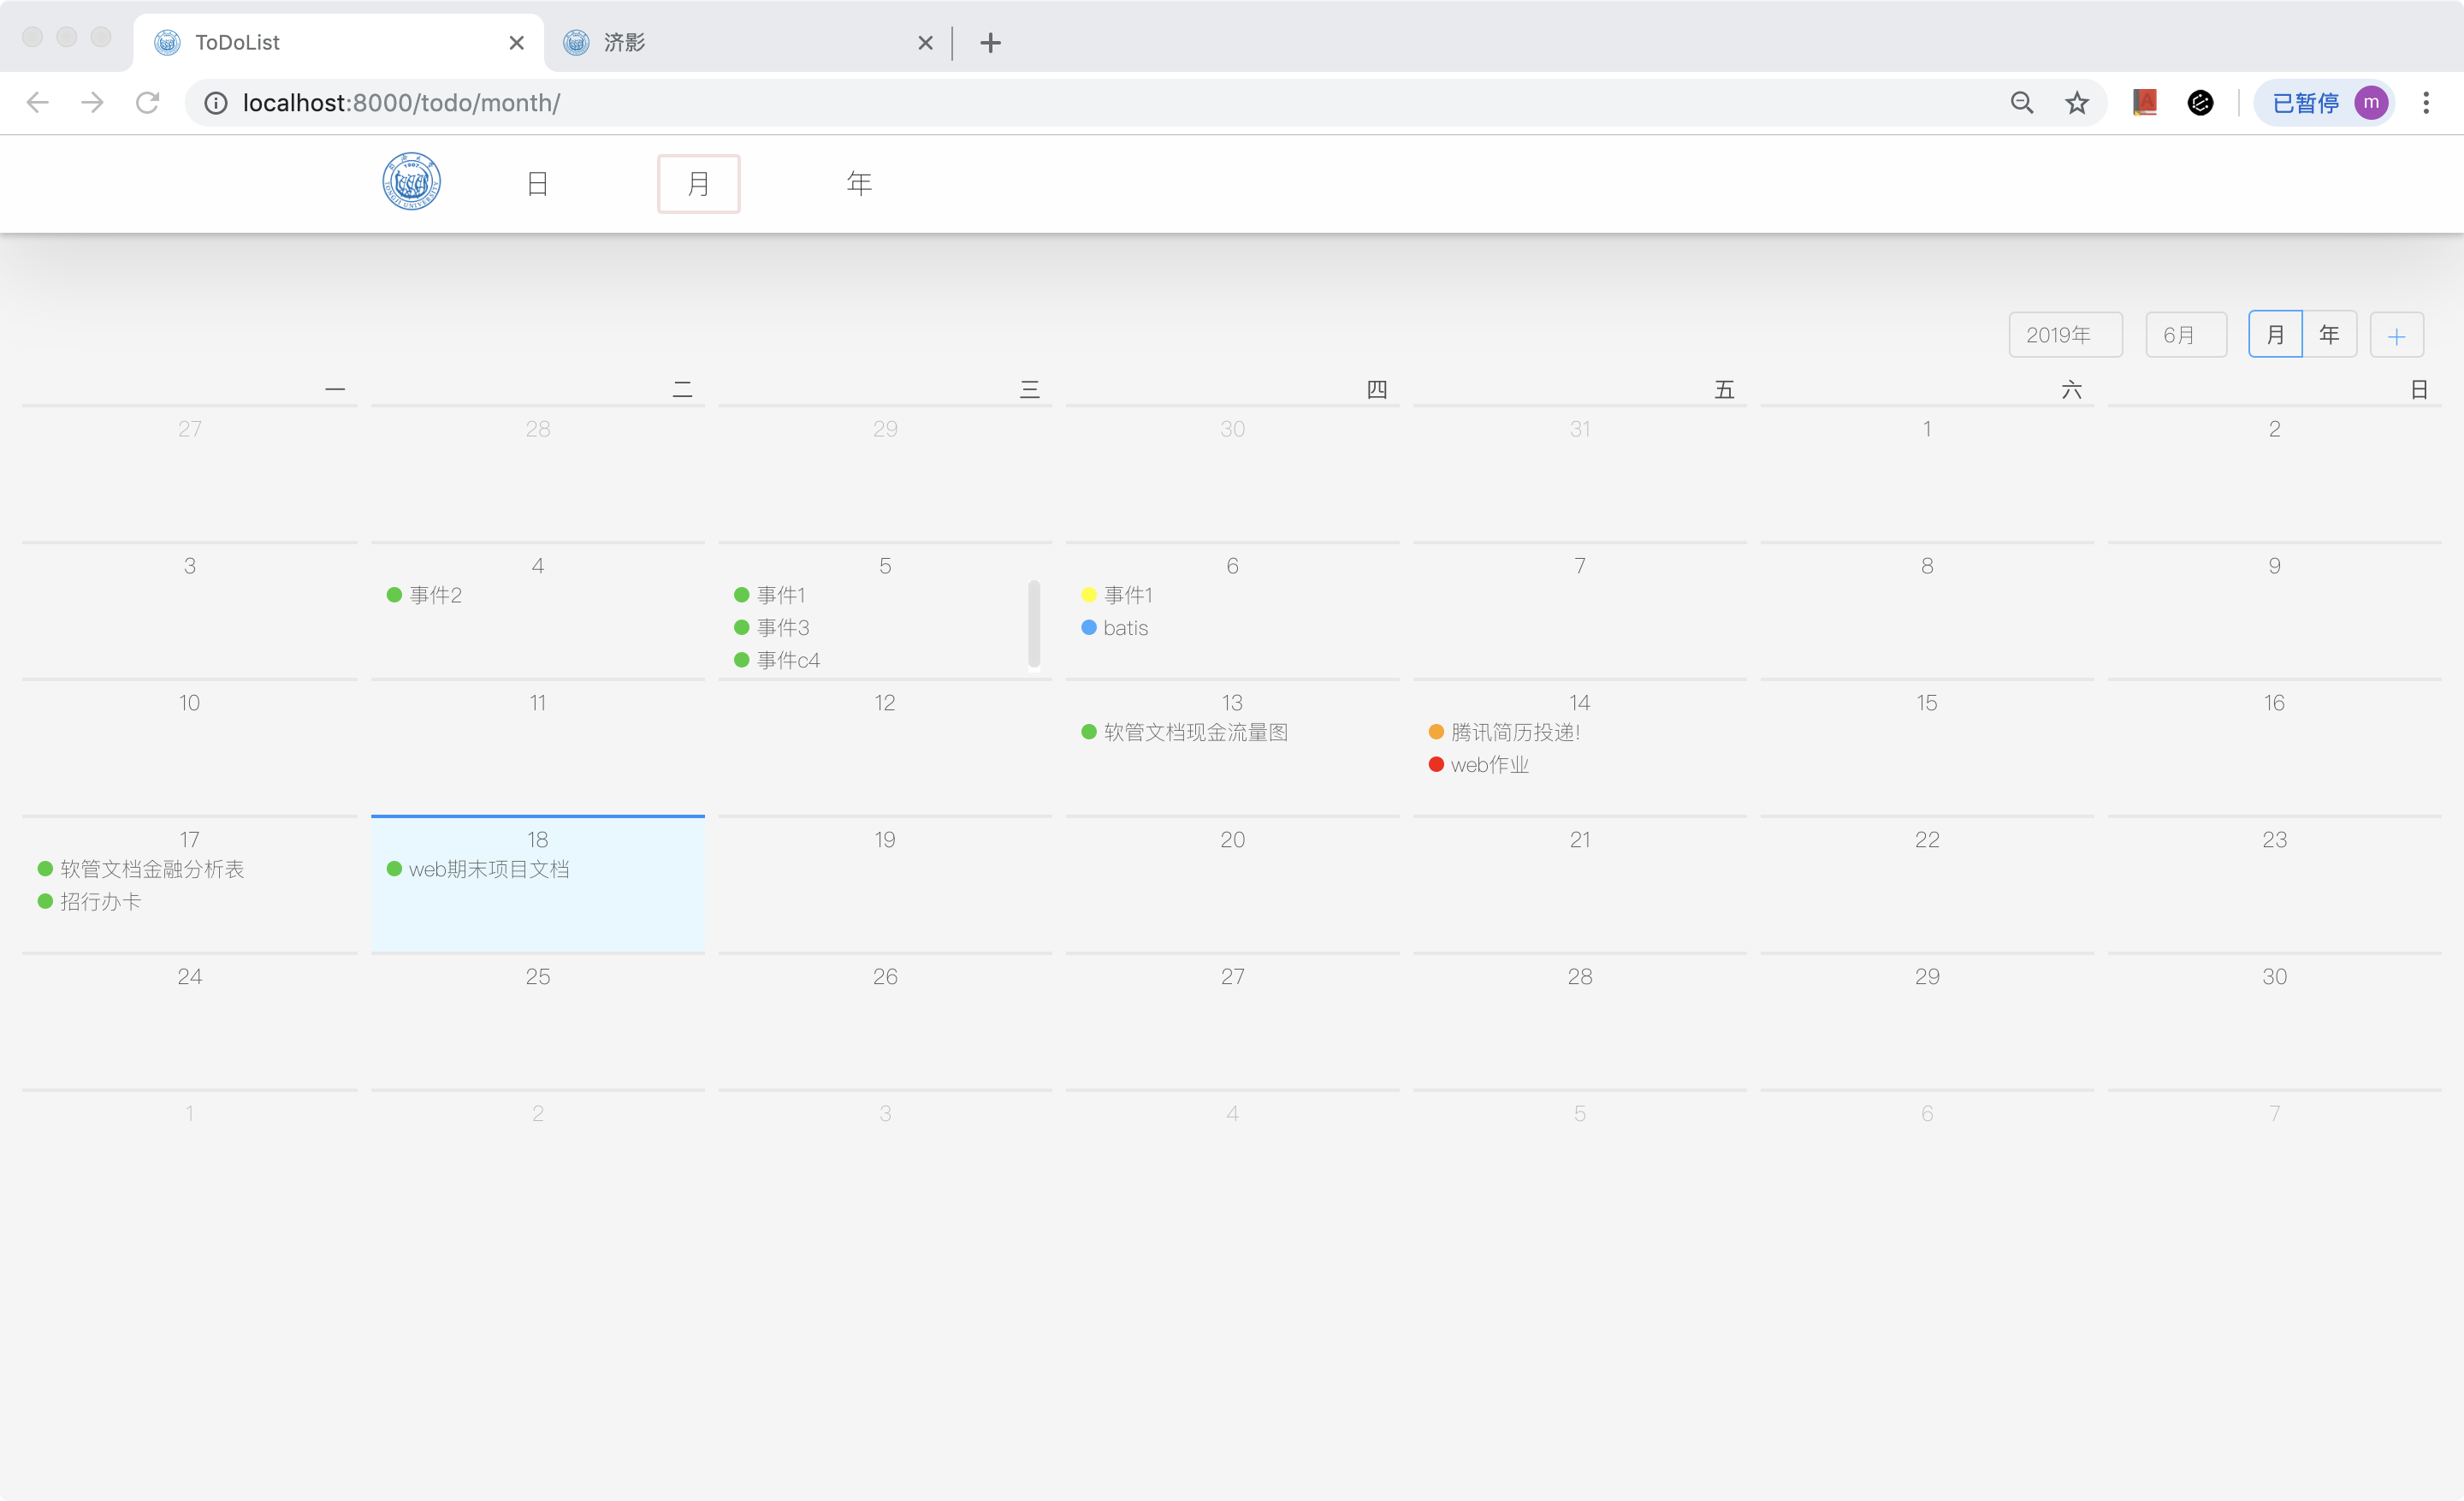 ToDoList
济影
localhost:8000/todo/month/
已暂停 m
1907
TONGJI UNIVERSITY
日 月 年
2019年 6月 月 年 +
一 二 三 四 五 六 日
27 28 29 30 31 1 2
3 4 5 6 7 8 9
事件2 事件1 事件1
事件3 batis
事件c4
10 11 12 13 14 15 16
软管文档现金流量图 腾讯简历投递!
web作业
17 18 19 20 21 22 23
软管文档金融分析表 web期末项目文档
招行办卡
24 25 26 27 28 29 30
1 2 3 4 5 6 7